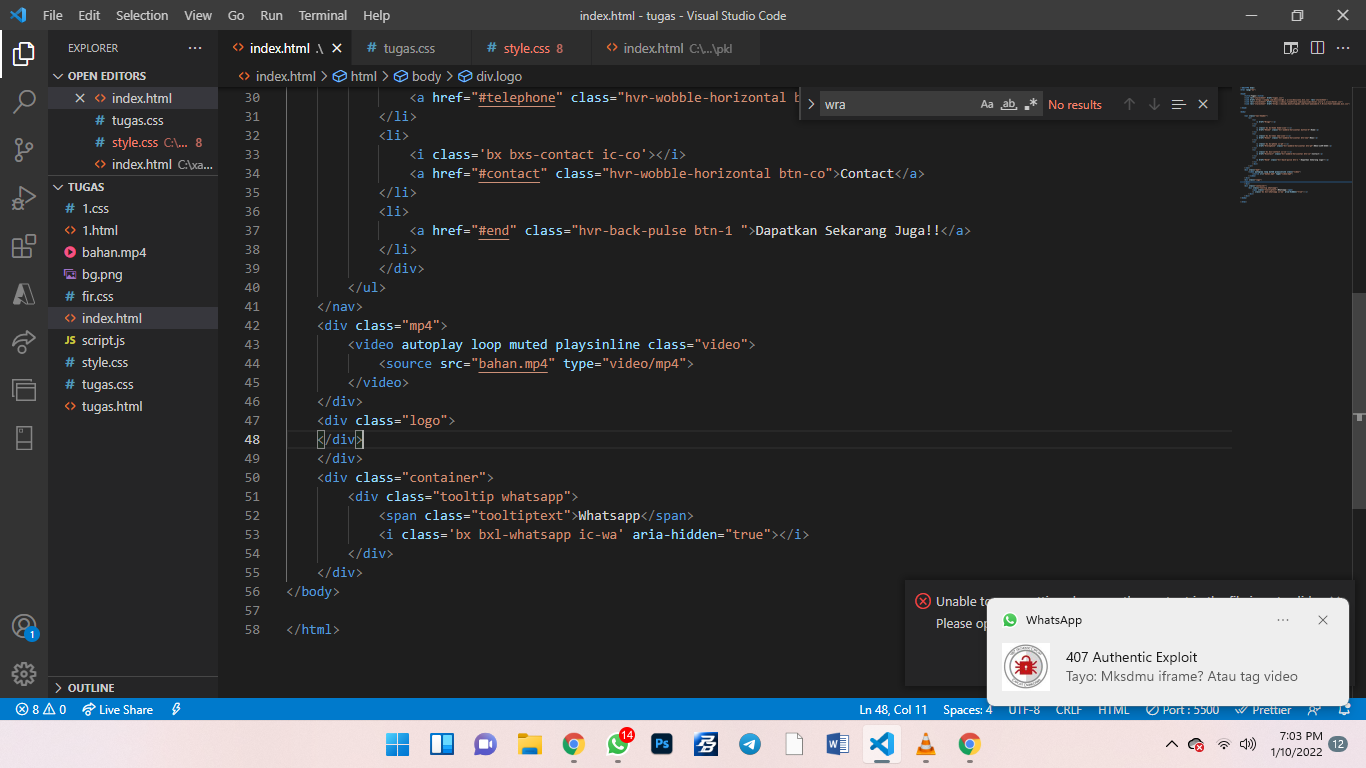 File Edit Selection View Go Run Terminal Help
index.html - tugas - Visual Studio Code
EXPLORER
OPEN EDITORS
index.html
tugas.css
style.css C:\... 8
index.html C:\xa...
TUGAS
1.css
1.html
bahan.mp4
bg.png
fir.css
index.html
JS script.js
style.css
tugas.css
tugas.html
OUTLINE
index.html .\ tugas.css style.css 8 index.html C:\...\pkl
index.html > html > body > div.logo
wra Aa ab .* No results
30 <a href="#telephone" class="hvr-wobble-horizontal b
31 </li>
32 <li>
33 <i class='bx bxs-contact ic-co'></i>
34 <a href="#contact" class="hvr-wobble-horizontal btn-co">Contact</a>
35 </li>
36 <li>
37 <a href="#end" class="hvr-back-pulse btn-1 ">Dapatkan Sekarang Juga!!</a>
38 </li>
39 </div>
40 </ul>
41 </nav>
42 <div class="mp4">
43 <video autoplay loop muted playsinline class="video">
44 <source src="bahan.mp4" type="video/mp4">
45 </video>
46 </div>
47 <div class="logo">
48 </div>
49 </div>
50 <div class="container">
51 <div class="tooltip whatsapp">
52 <span class="tooltiptext">Whatsapp</span>
53 <i class='bx bxl-whatsapp ic-wa' aria-hidden="true"></i>
54 </div>
55 </div>
56 </body>
57
58 </html>
Unable to
Please op
WhatsApp
407 Authentic Exploit
Tayo: Mksdmu iframe? Atau tag video
1
8 0 Live Share
Ln 48, Col 11 Spaces: 4 UTF-8 CRLF HTML Port : 5500 Prettier
14
Ps
7:03 PM
1/10/2022
12